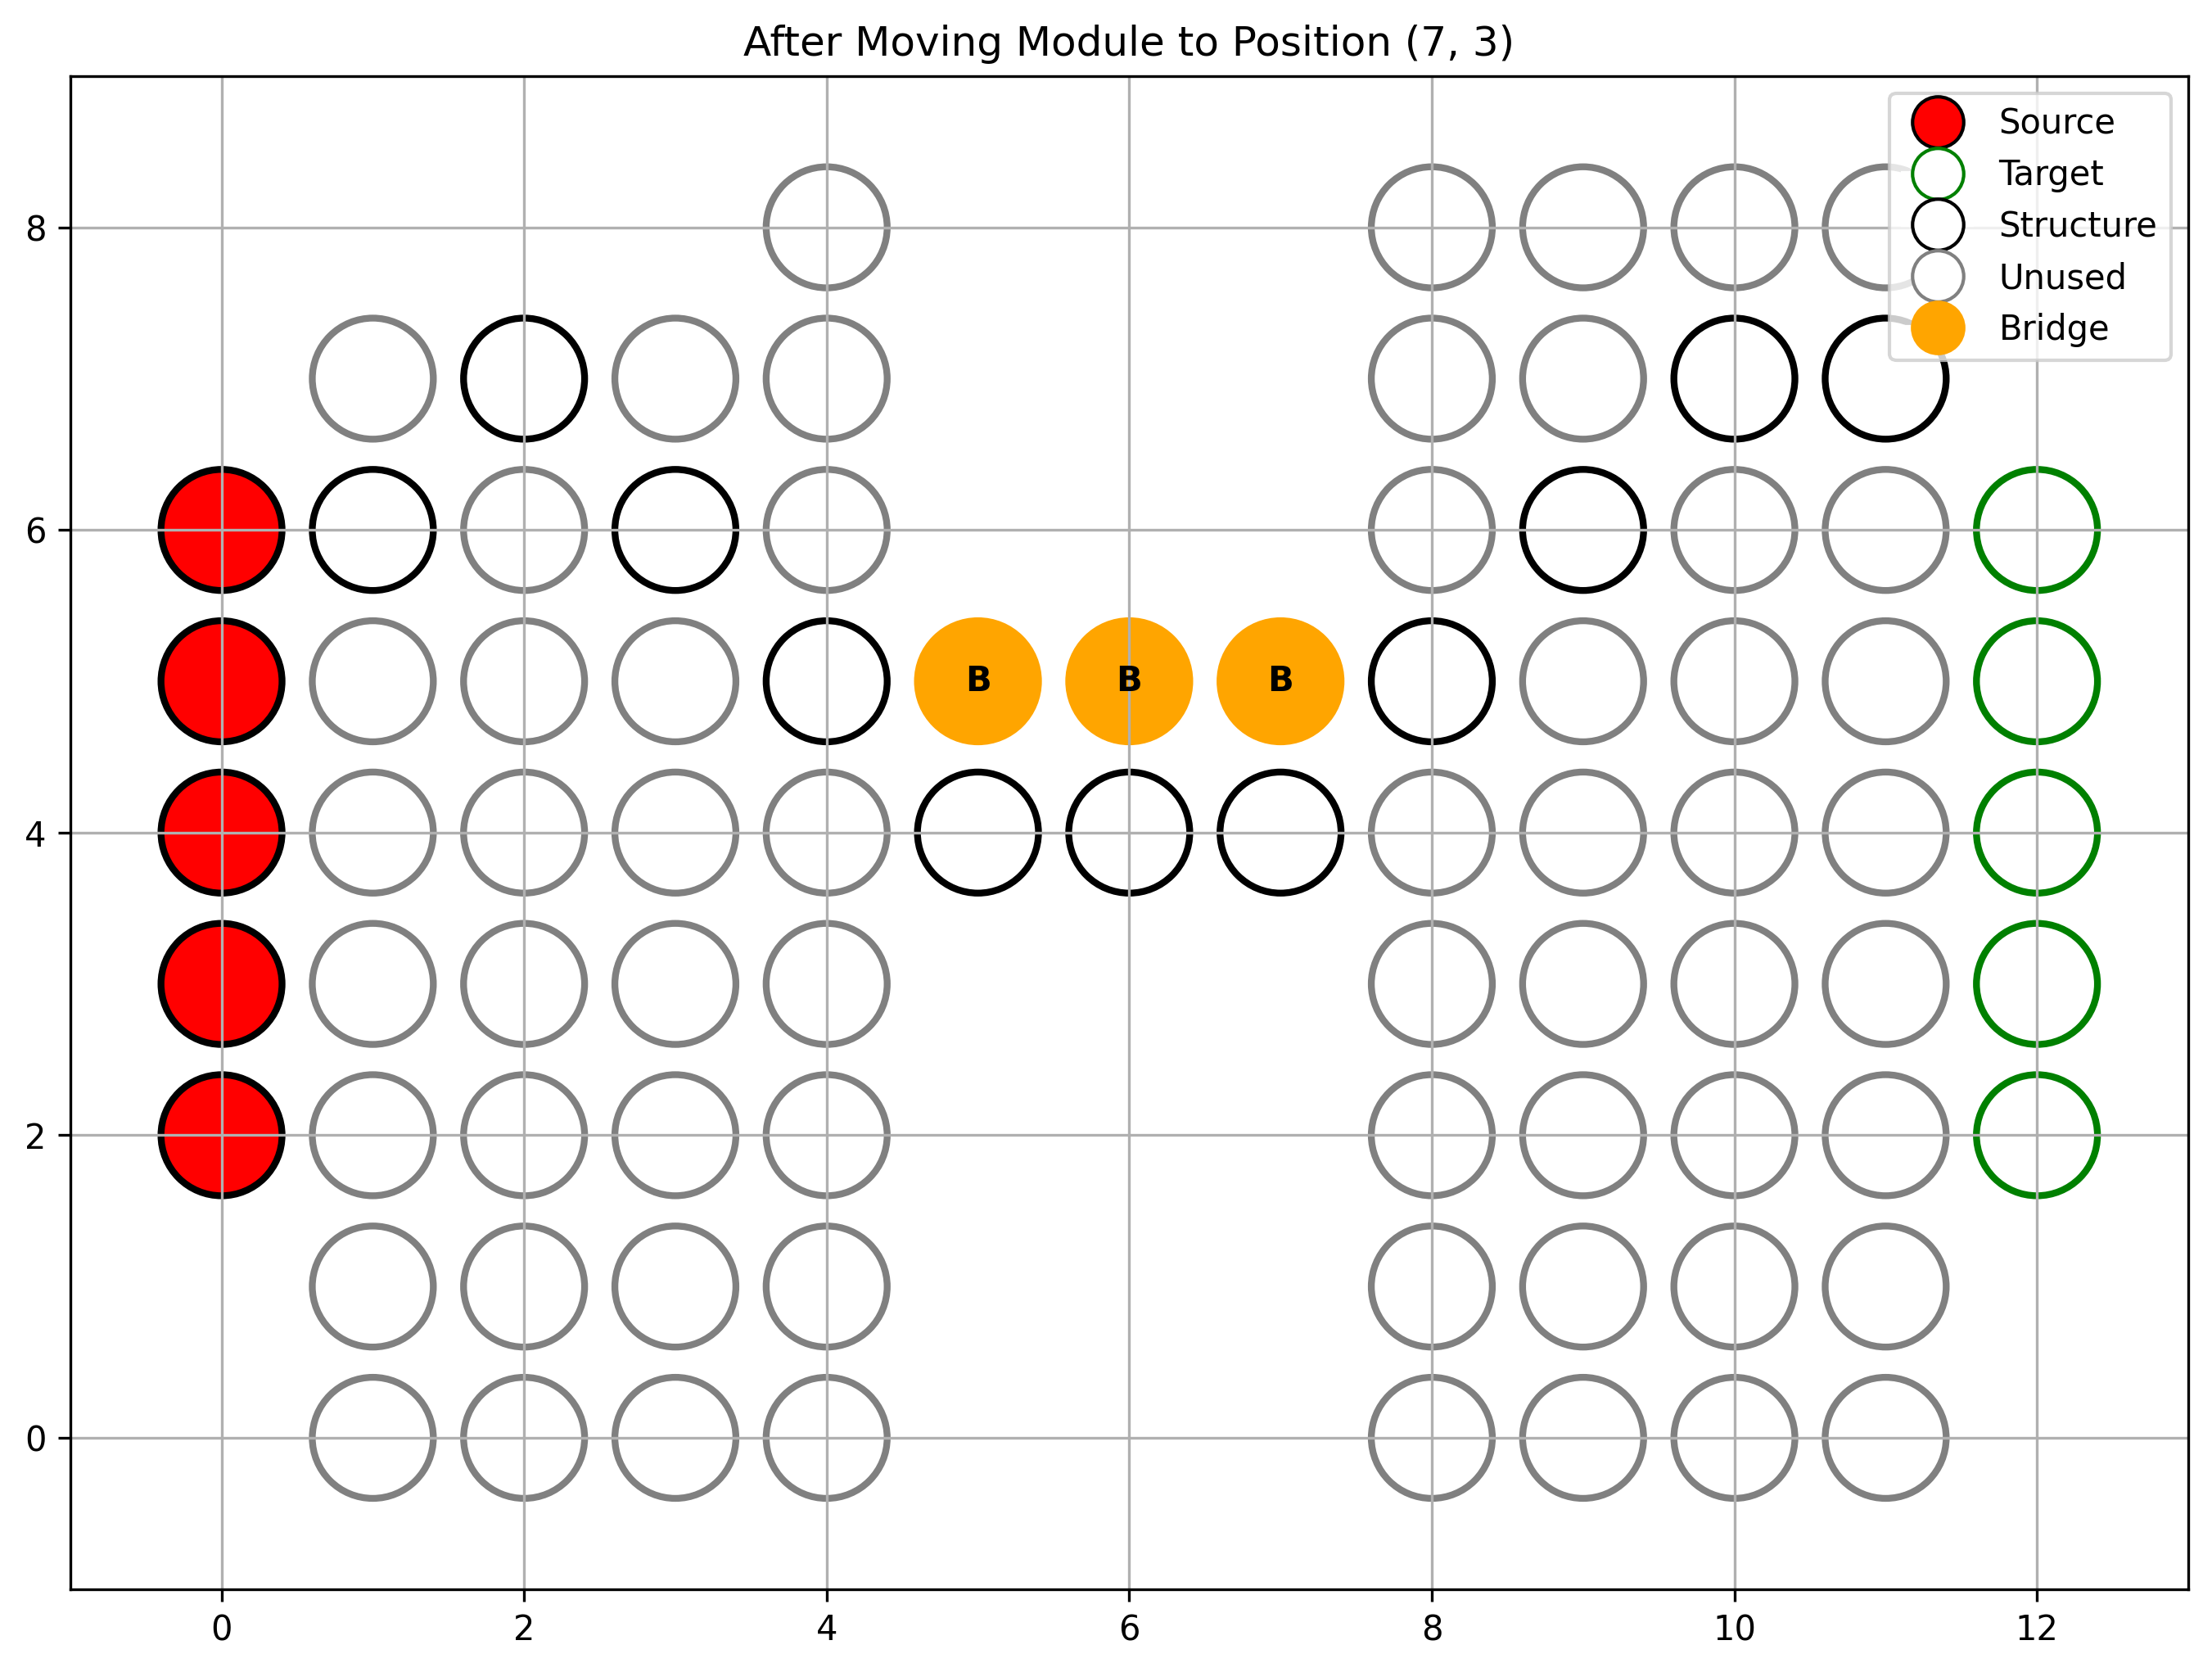 After Moving Module to Position (7, 3)
Source
Target
Structure
Unused
Bridge
8
6
4
2
0
B B B
0 2 4 6 8 10 12